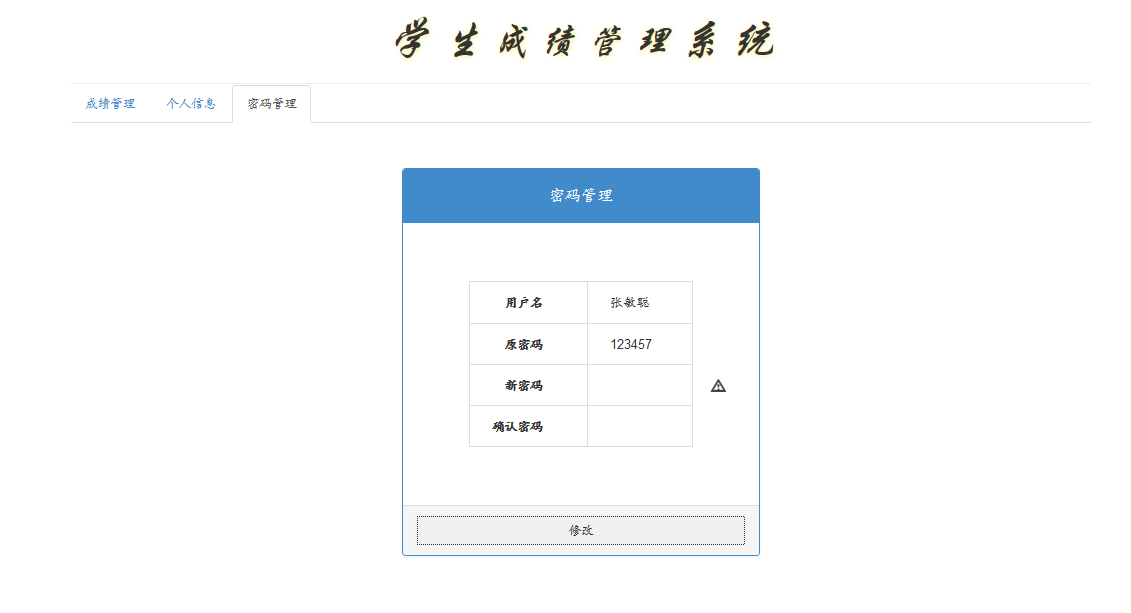 学生成绩管理系统
成绩管理 个人信息 密码管理
密码管理
用户名 张敏聪
原密码 123457
新密码
确认密码
修改